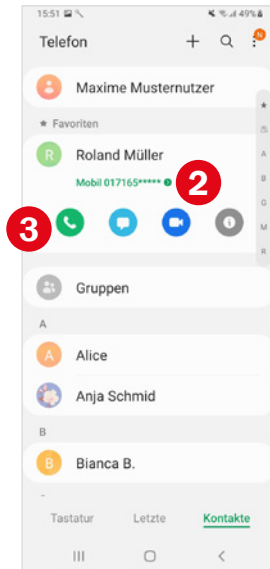 15:51 49%
Telefon N
Maxime Musternutzer
Favoriten
R Roland Müller
Mobil 017165***** 2
3
Gruppen
A
A Alice
Anja Schmid
B
B Bianca B.
Tastatur Letzte Kontakte
A
B
G
M
R